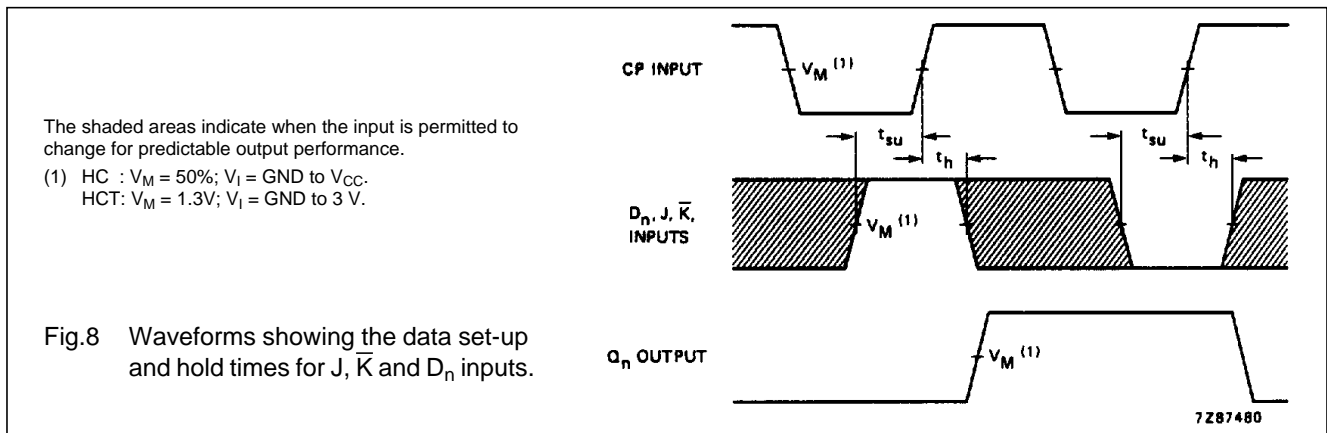 The shaded areas indicate when the input is permitted to
change for predictable output performance.
(1) HC : V_M = 50%; V_I = GND to V_CC.
HCT: V_M = 1.3V; V_I = GND to 3 V.
Fig.8 Waveforms showing the data set-up
and hold times for J, K̅ and D_n inputs.
CP INPUT
V_M (1)
t_su
t_su
t_h
t_h
D_n, J, K̅,
INPUTS
V_M (1)
Q_n OUTPUT
V_M (1)
7Z87480